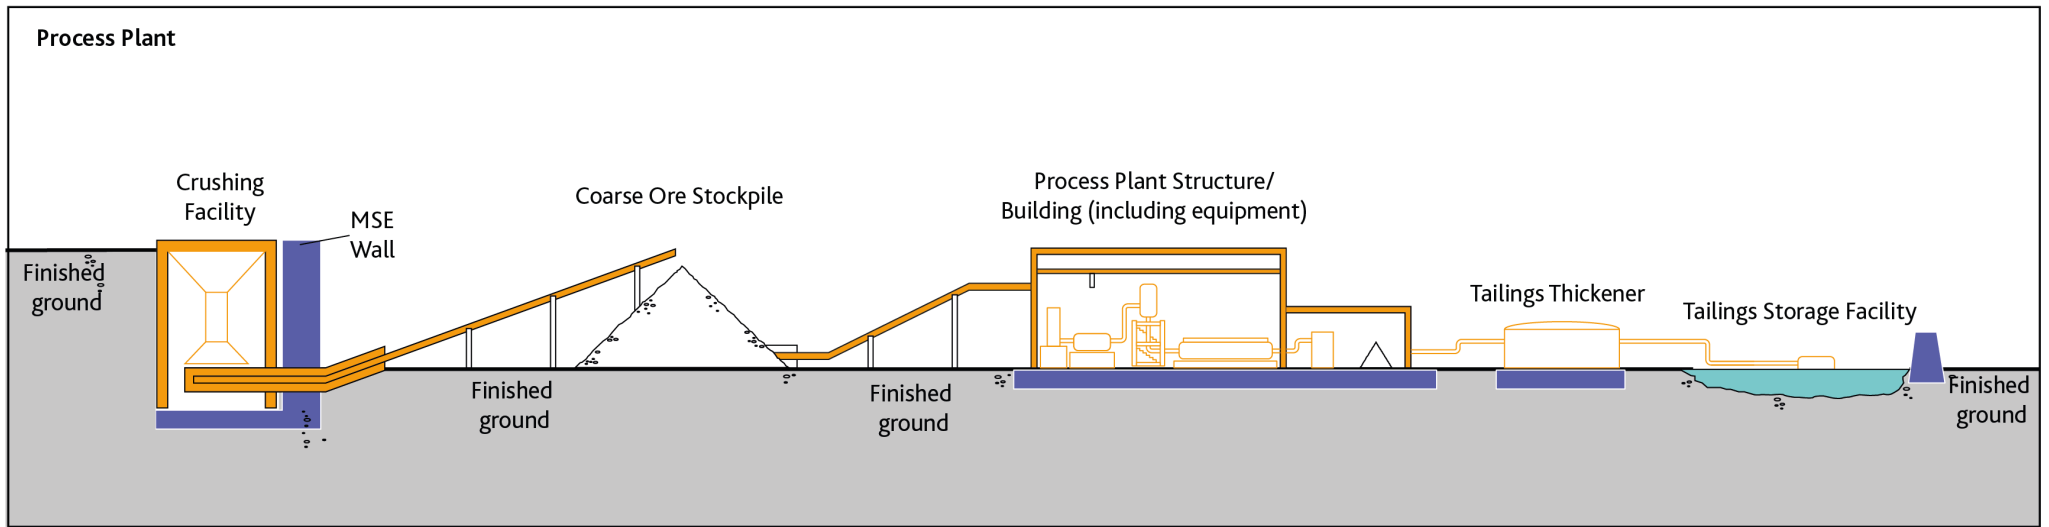 Process Plant
Crushing
Facility
MSE
Wall
Coarse Ore Stockpile
Process Plant Structure/
Building (including equipment)
Tailings Thickener
Tailings Storage Facility
Finished
ground
Finished
ground
Finished
ground
Finished
ground